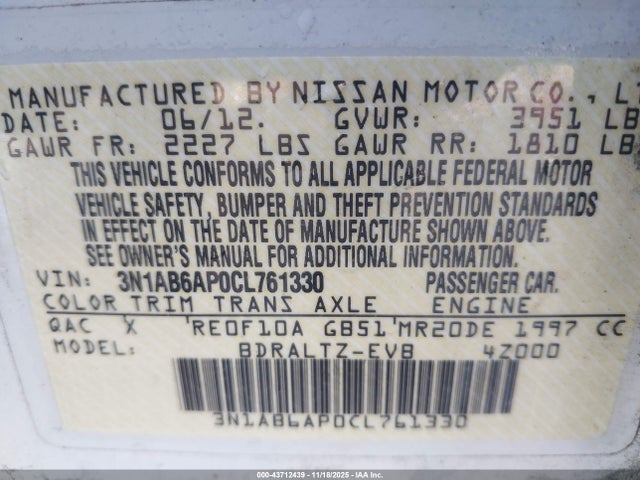 MANUFACTURED BY NISSAN MOTOR CO.,
DATE: 06/12. GVWR: 3951 LB
GAWR FR: 2227 LBS GAWR RR: 1810 LB
THIS VEHICLE CONFORMS TO ALL APPLICABLE FEDERAL MOTOR
VEHICLE SAFETY, BUMPER AND THEFT PREVENTION STANDARDS
IN EFFECT ON THE DATE OF MANUFACTURE SHOWN ABOVE.
SEE OWNER'S MANUAL FOR ADDITIONAL INFORMATION.
VIN: 3N1AB6AP0CL761330 PASSENGER CAR.
COLOR TRIM TRANS AXLE ENGINE
QAC X RE0F10A GB51 MR20DE 1997 CC
MODEL: BDRALTZ-EVB 4Z000
3N1AB6AP0CL761330
000-43712439 - 11/18/2025 - IAA Inc.